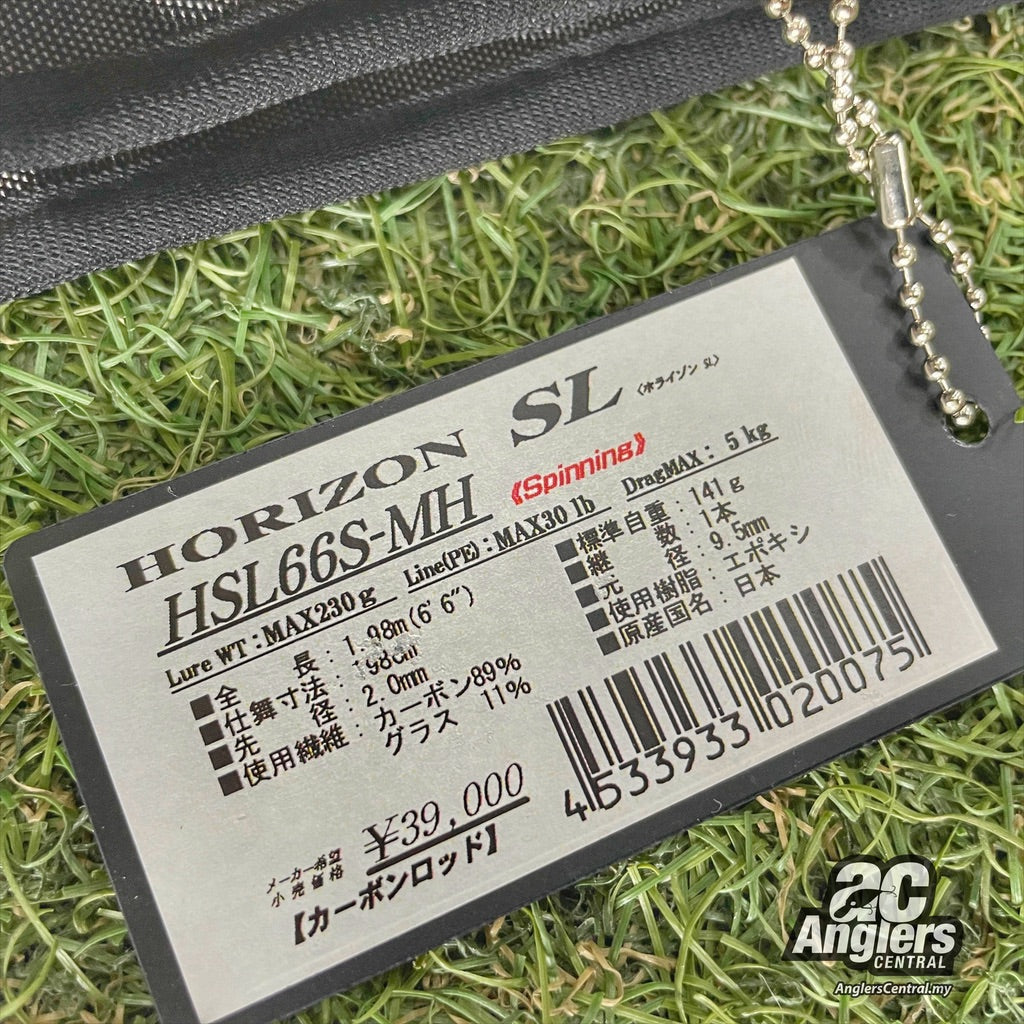 HORIZON SL 〈ホライゾン SL〉
HSL66S-MH 《Spinning》
Lure WT：MAX230g Line(PE)：MAX30 lb DragMAX：5 kg
■全　　長：1.98m(6' 6")
■仕舞寸法：198cm
■先　　径：2.0mm
■使用繊維：カーボン89%
グラス 11%
■標準自重：141g
■継　　数：1本
■元　　径：9.5mm
■使用樹脂：エポキシ
■原産国名：日本
メーカー希望
小売価格
¥39,000
【カーボンロッド】
4533933020075
ac
Anglers
CENTRAL
AnglersCentral.my